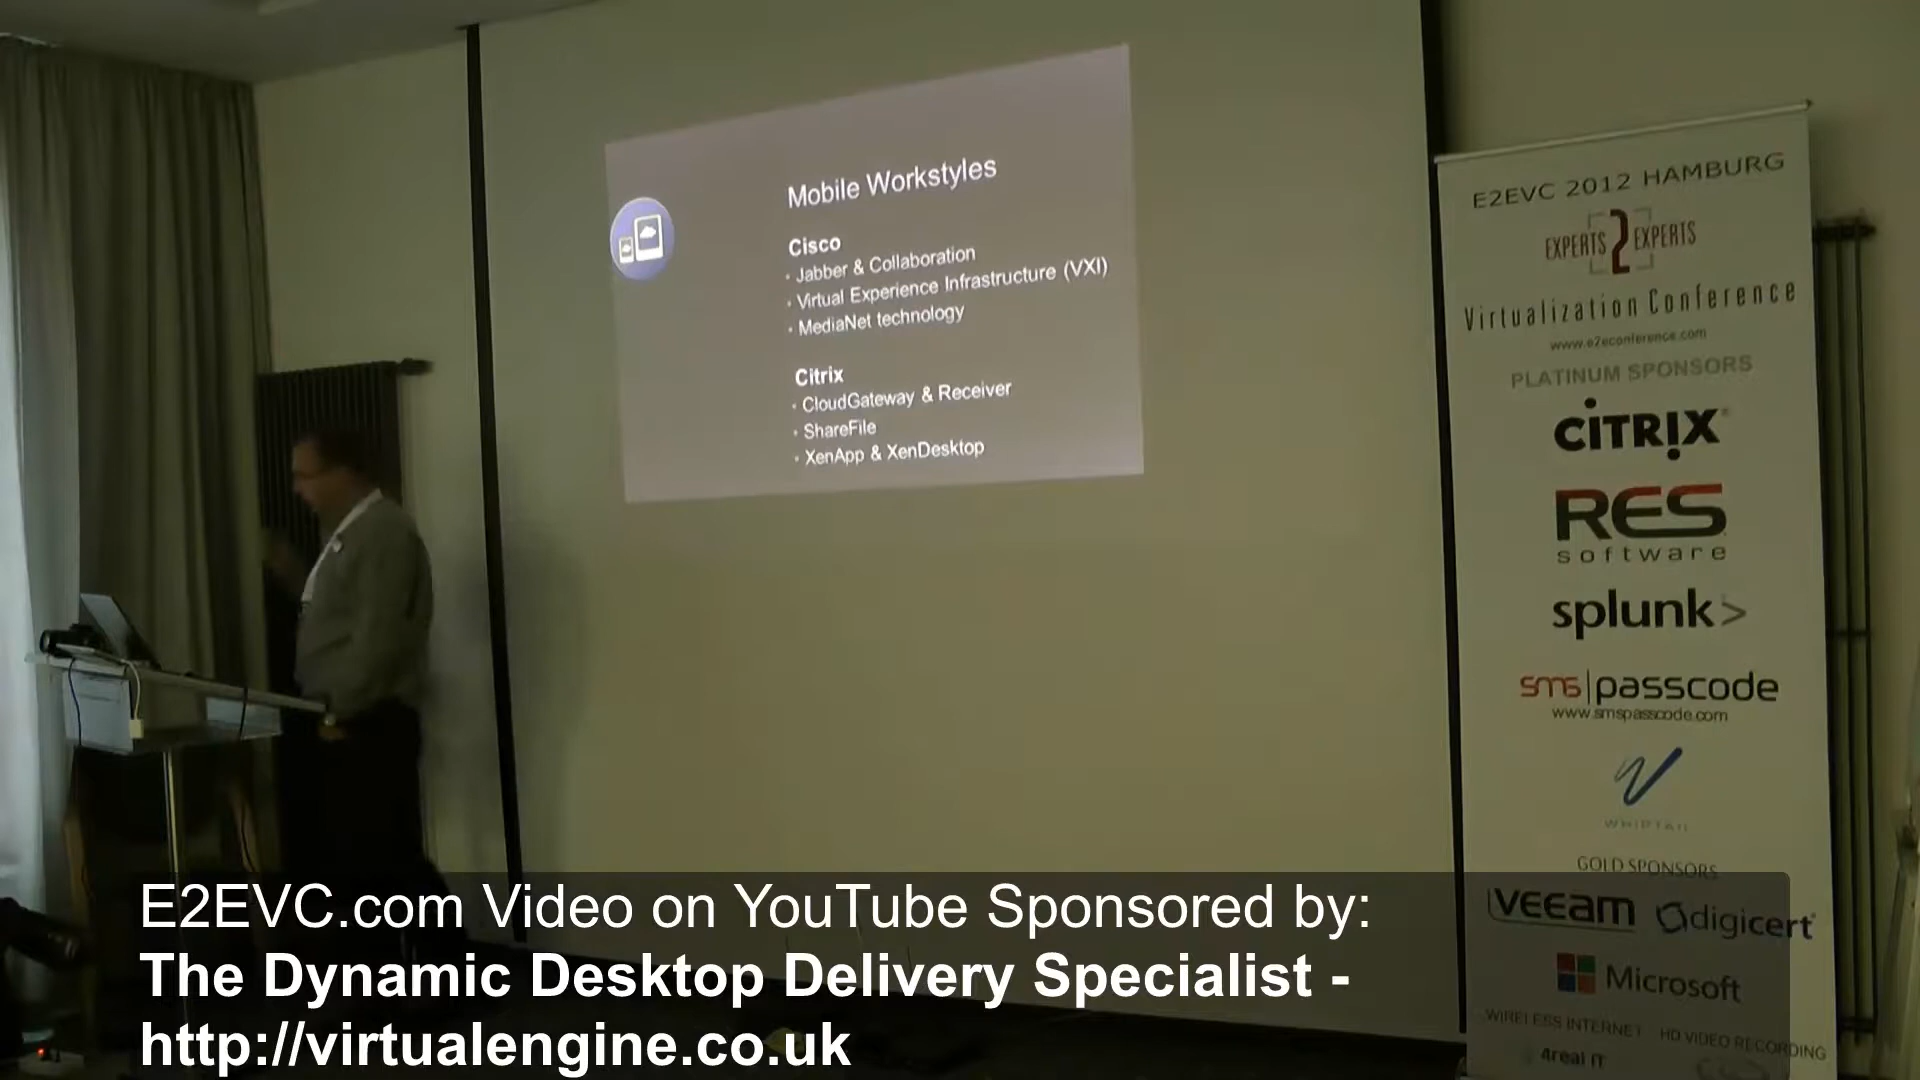 Mobile Workstyles
Cisco
• Jabber & Collaboration
• Virtual Experience Infrastructure (VXI)
• MediaNet technology
Citrix
• CloudGateway & Receiver
• ShareFile
• XenApp & XenDesktop
E2EVC 2012 HAMBURG
EXPERTS 2 EXPERTS
Virtualization Conference
www.e2econference.com
PLATINUM SPONSORS
CITRIX
RES
software
splunk>
sms|passcode
www.smspasscode.com
WHIPTAIL
GOLD SPONSORS
veeam digicert
Microsoft
WIRELESS INTERNET HD VIDEO RECORDING
4real IT
E2EVC.com Video on YouTube Sponsored by:
The Dynamic Desktop Delivery Specialist -
http://virtualengine.co.uk